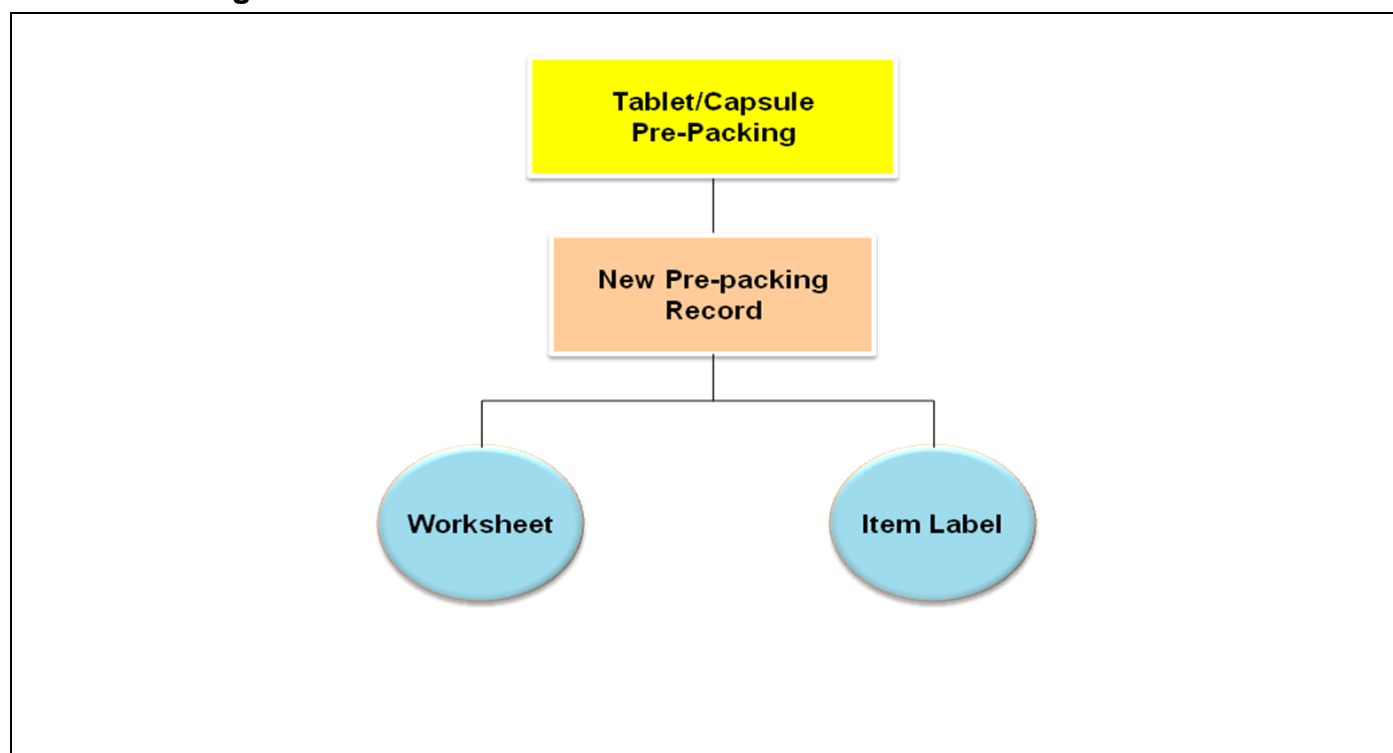 Tablet/Capsule
Pre-Packing
New Pre-packing
Record
Worksheet
Item Label